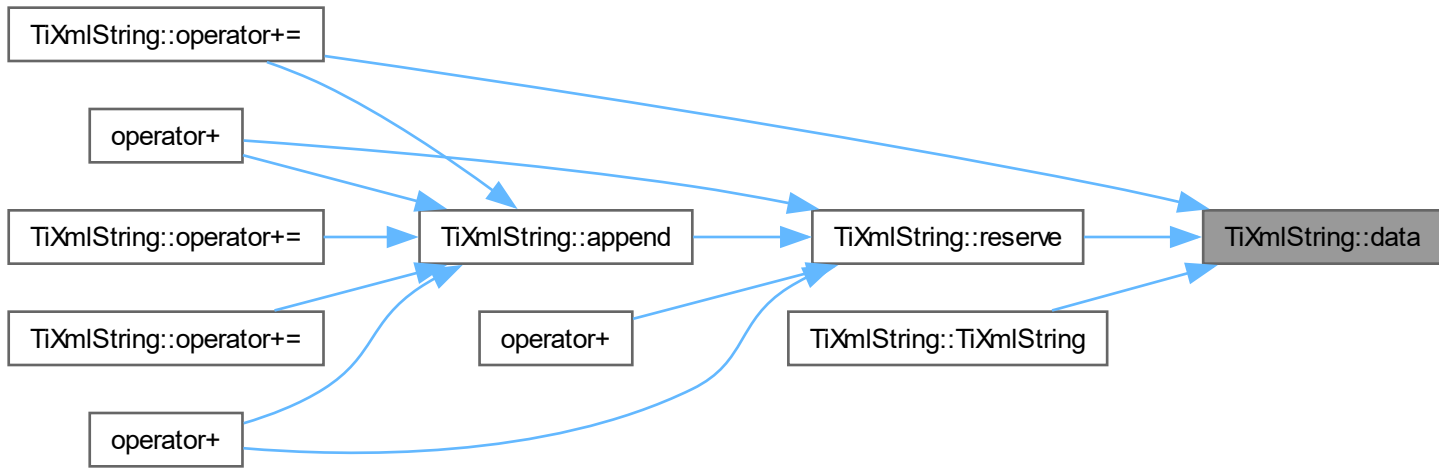 TiXmlString::operator+=
operator+
TiXmlString::operator+=
TiXmlString::append
TiXmlString::reserve
TiXmlString::data
TiXmlString::operator+=
operator+
TiXmlString::TiXmlString
operator+